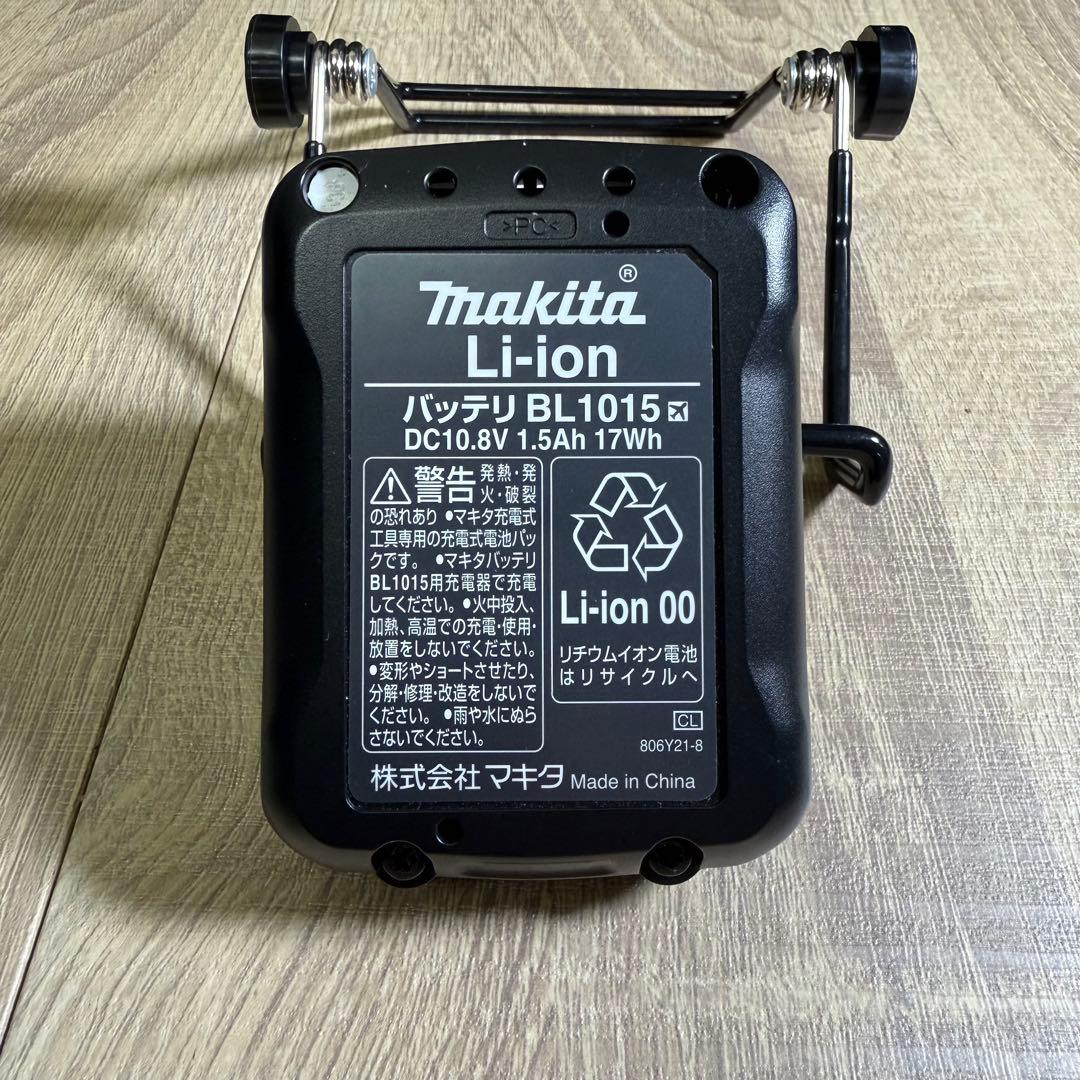 >PC<
makita®
Li-ion
バッテリ BL1015
DC10.8V 1.5Ah 17Wh
警告 発熱・発
火・破裂
の恐れあり ●マキタ充電式
工具専用の充電式電池パッ
クです。 ●マキタバッテリ
BL1015用充電器で充電
してください。●火中投入、
加熱、高温での充電・使用・
放置をしないでください。
●変形やショートさせたり、
分解・修理・改造をしないで
ください。 ●雨や水にぬら
さないでください。
Li-ion 00
リチウムイオン電池
はリサイクルへ
CL
806Y21-8
株式会社 マキタ Made in China